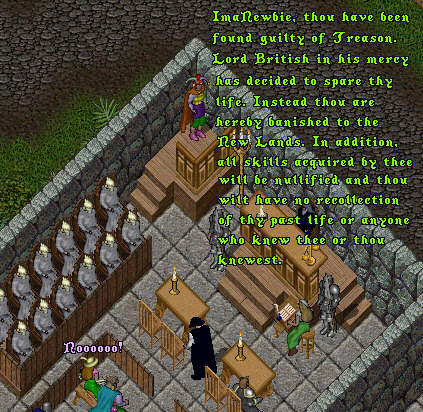 ImaNewbie, thou have been
found guilty of Treason.
Lord British in his mercy
has decided to spare thy
life. Instead thou are
hereby banished to the
New Lands. In addition,
all skills acquired by thee
will be nullified and thou
wilt have no recollection
of thy past life or anyone
who knew thee or thou
knewest.
Noooooo!